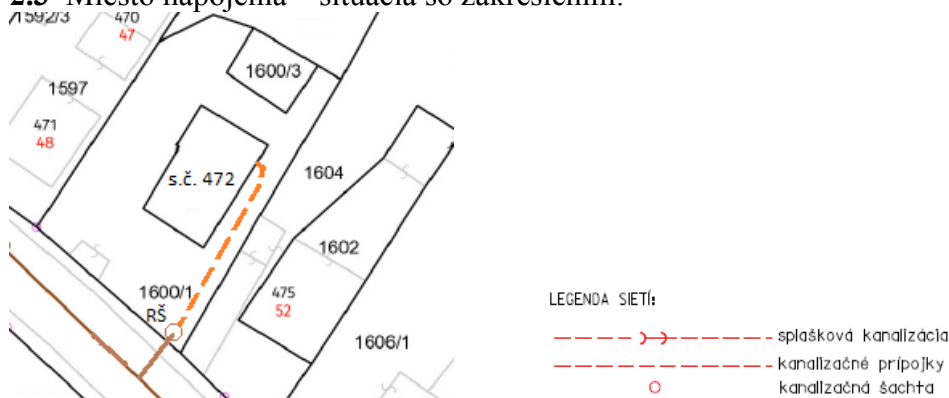 2.3 Miesto napojenia – situácia so zakreslením:
1592/3
470
47
1597
471
48
1600/3
s.č. 472
1604
1602
1600/1
RŠ
475
52
1606/1
LEGENDA SIETÍ:
splašková kanalizácia
kanalizačné prípojky
kanalizačná šachta